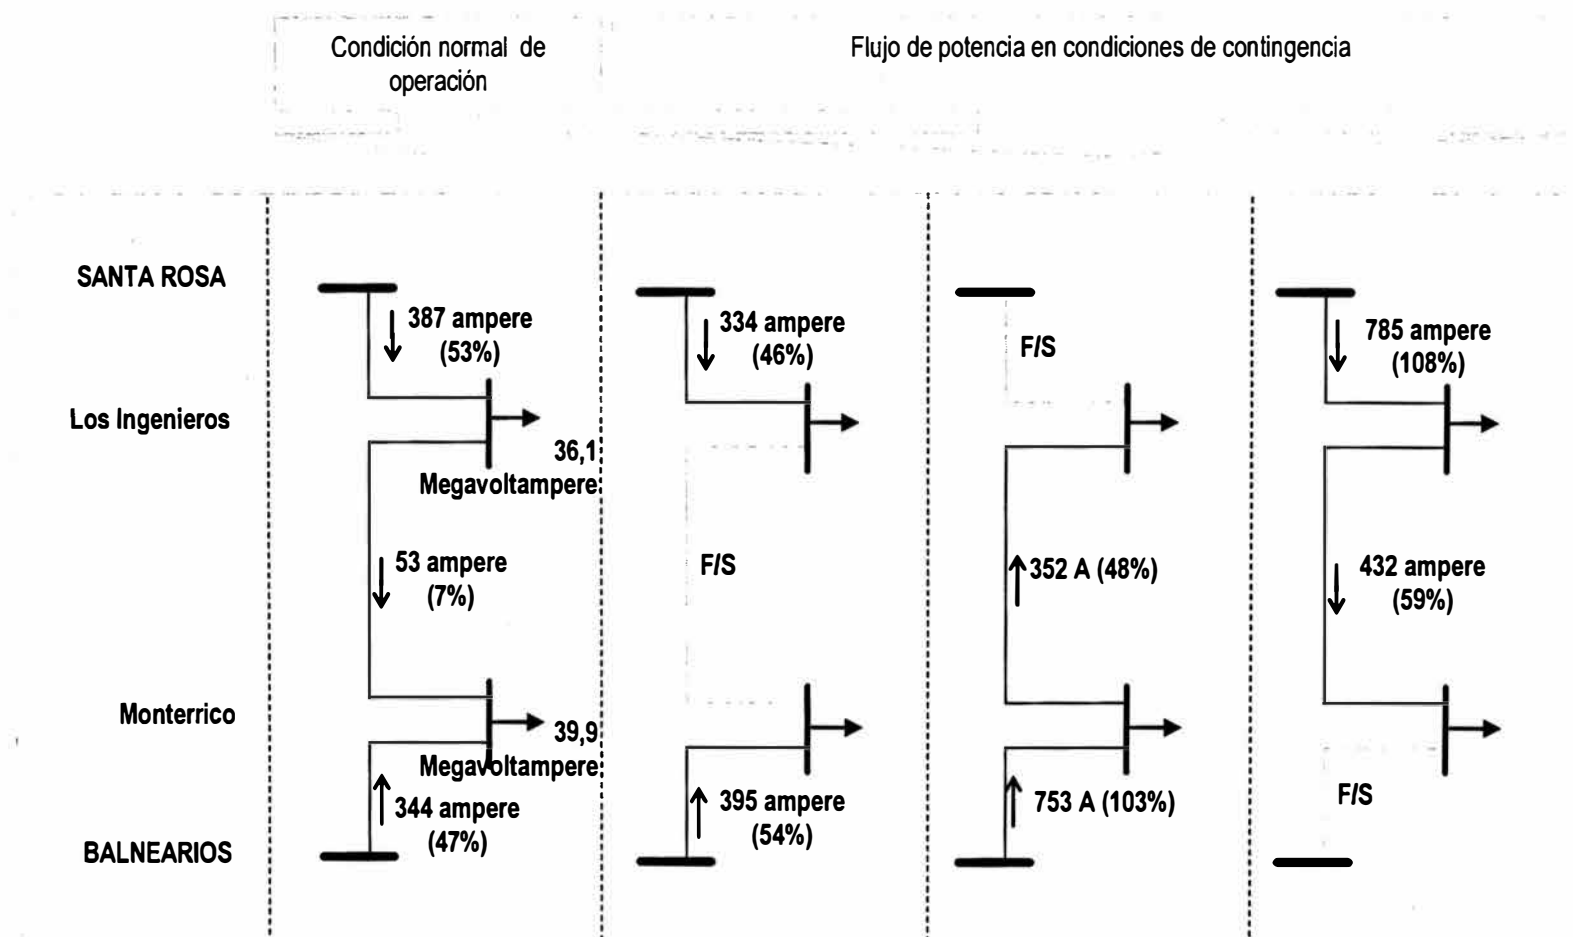 Condición normal de
operación
Flujo de potencia en condiciones de contingencia
SANTA ROSA
Los Ingenieros
Monterrico
BALNEARIOS
387 ampere
(53%)
36,1
Megavoltampere
53 ampere
(7%)
39,9
Megavoltampere
344 ampere
(47%)
334 ampere
(46%)
F/S
395 ampere
(54%)
F/S
352 A (48%)
753 A (103%)
785 ampere
(108%)
432 ampere
(59%)
F/S